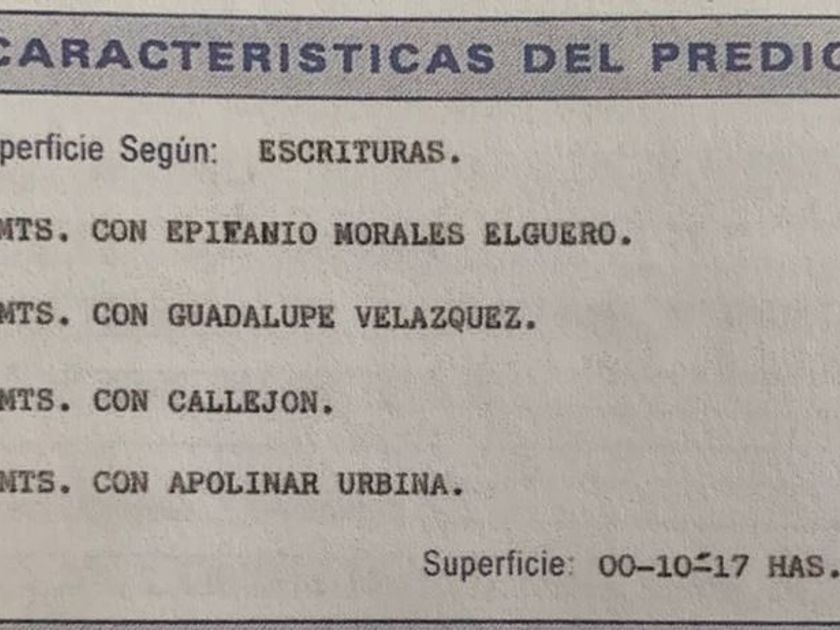 CARACTERISTICAS DEL PREDIO
perficie Según: ESCRITURAS.
MTS. CON EPIFANIO MORALES ELGUERO.
MTS. CON GUADALUPE VELAZQUEZ.
MTS. CON CALLEJON.
MTS. CON APOLINAR URBINA.
Superficie: 00-10-17 HAS.